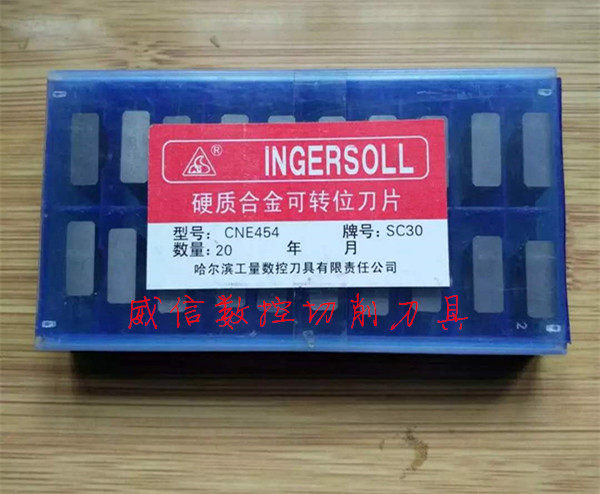 ® INGERSOLL
硬质合金可转位刀片
型号: CNE454 牌号: SC30
数量: 20 年 月
哈尔滨工量数控刀具有限责任公司
威信数控切削刀具
2